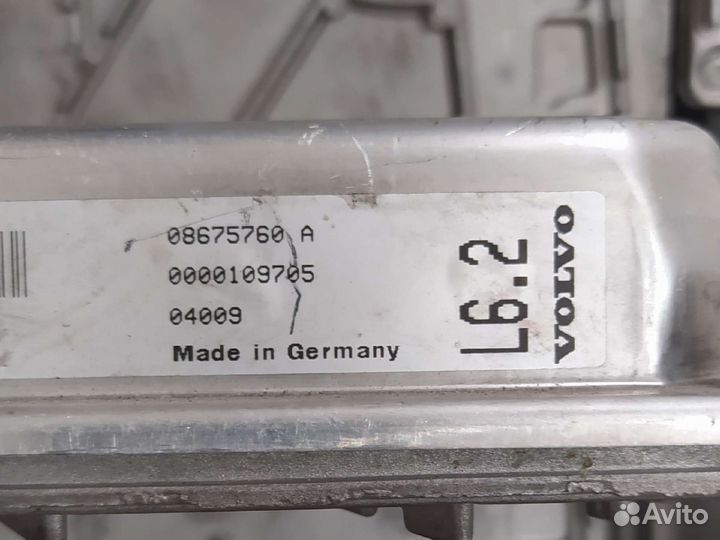 08675760 A
0000109705
04009
Made in Germany
L6.2
VOLVO
Avito